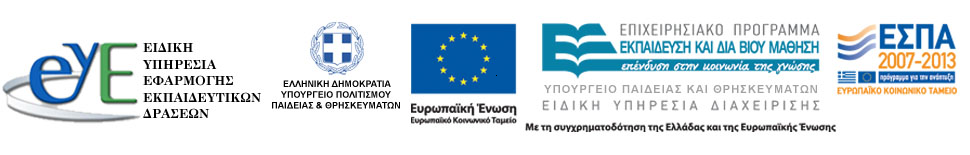 eYE
ΕΙΔΙΚΗ
ΥΠΗΡΕΣΙΑ
ΕΦΑΡΜΟΓΗΣ
ΕΚΠΑΙΔΕΥΤΙΚΩΝ
ΔΡΑΣΕΩΝ
ΕΛΛΗΝΙΚΗ ΔΗΜΟΚΡΑΤΙΑ
ΥΠΟΥΡΓΕΙΟ ΠΟΛΙΤΙΣΜΟΥ
ΠΑΙΔΕΙΑΣ & ΘΡΗΣΚΕΥΜΑΤΩΝ
Ευρωπαϊκή Ένωση
Ευρωπαϊκό Κοινωνικό Ταμείο
ΕΠΙΧΕΙΡΗΣΙΑΚΟ ΠΡΟΓΡΑΜΜΑ
ΕΚΠΑΙΔΕΥΣΗ ΚΑΙ ΔΙΑ ΒΙΟΥ ΜΑΘΗΣΗ
επένδυση στην κοινωνία της γνώσης
ΥΠΟΥΡΓΕΙΟ ΠΑΙΔΕΙΑΣ ΚΑΙ ΘΡΗΣΚΕΥΜΑΤΩΝ
ΕΙΔΙΚΗ ΥΠΗΡΕΣΙΑ ΔΙΑΧΕΙΡΙΣΗΣ
Με τη συγχρηματοδότηση της Ελλάδας και της Ευρωπαϊκής Ένωσης
ΕΣΠΑ
2007-2013
πρόγραμμα για την ανάπτυξη
ΕΥΡΩΠΑΪΚΟ ΚΟΙΝΩΝΙΚΟ ΤΑΜΕΙΟ